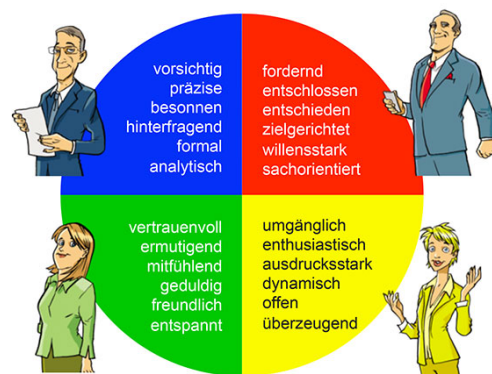 vorsichtig
präzise
besonnen
hinterfragend
formal
analytisch
fordernd
entschlossen
entschieden
zielgerichtet
willensstark
sachorientiert
vertrauenvoll
ermutigend
mitfühlend
geduldig
freundlich
entspannt
umgänglich
enthusiastisch
ausdrucksstark
dynamisch
offen
überzeugend